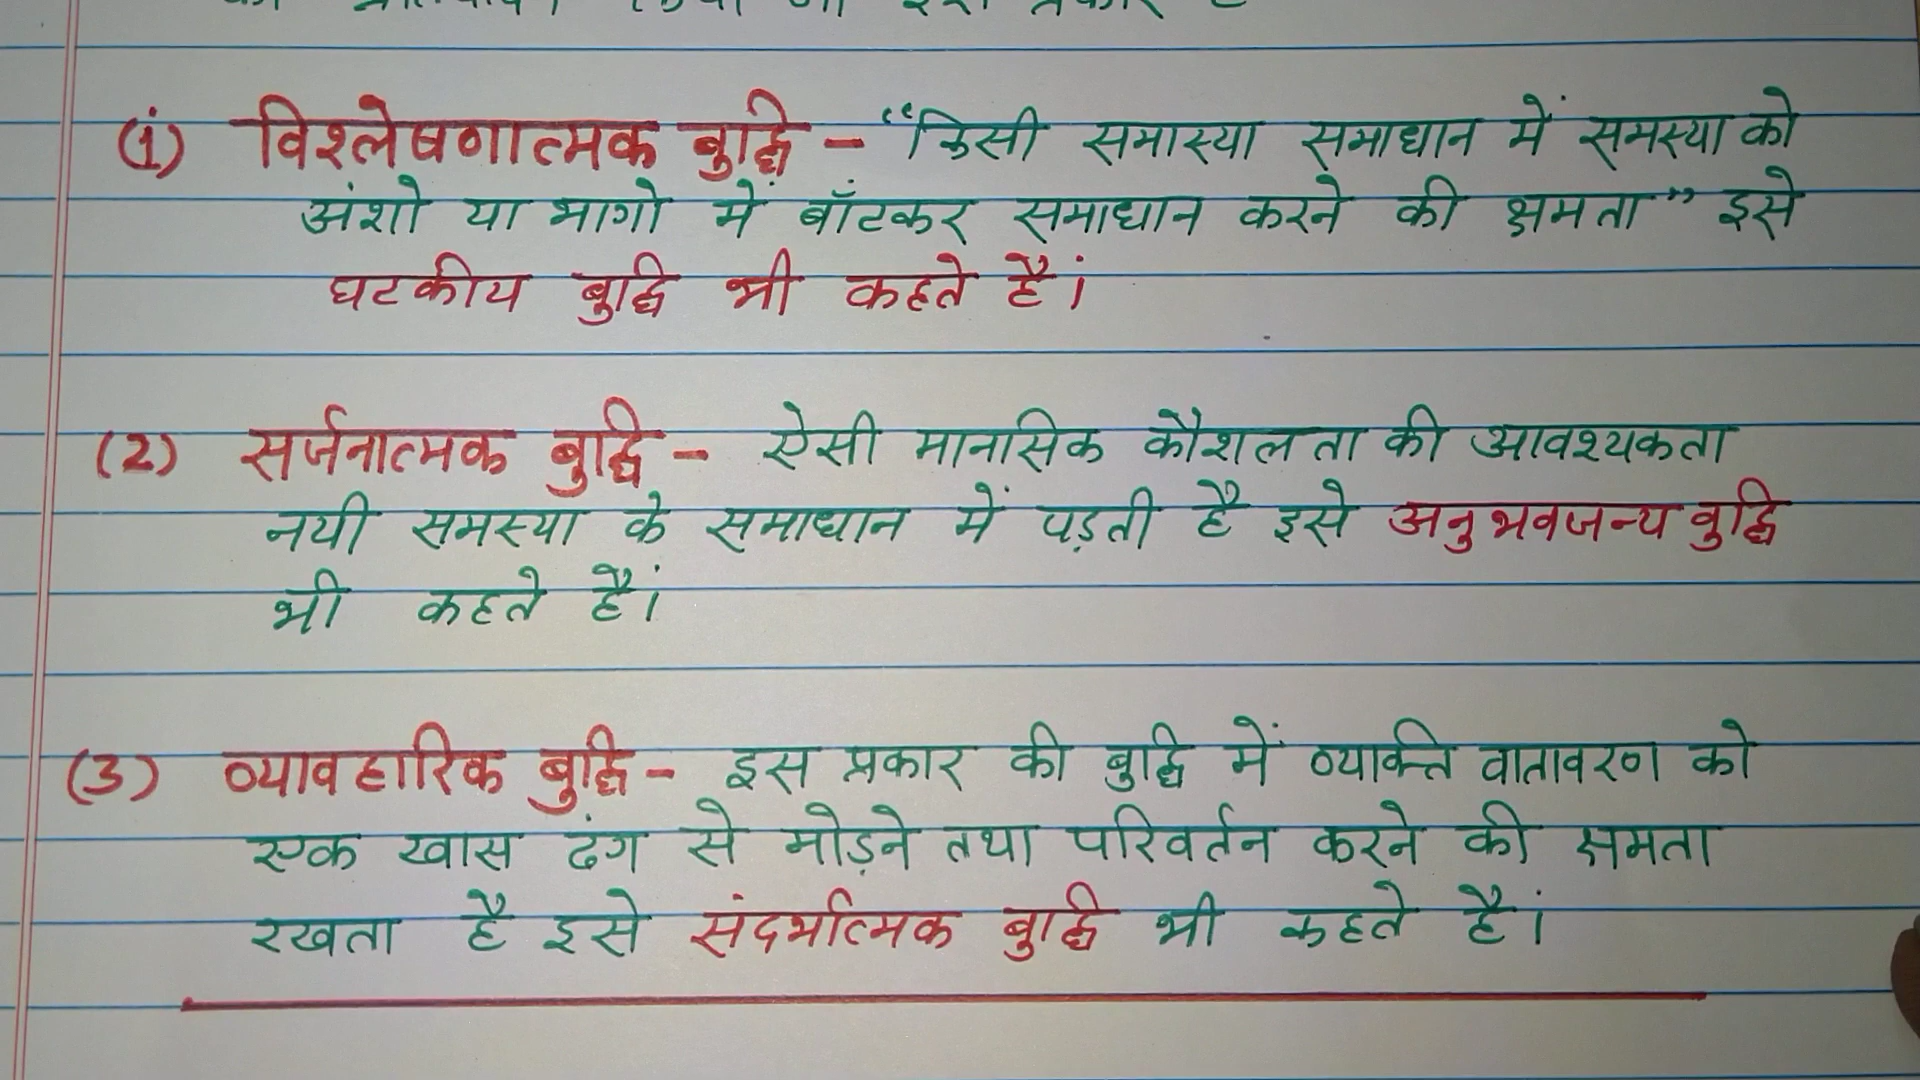 (1) विश्लेषणात्मक बुद्धि - “किसी समास्या समाधान में समस्या को
अंशो या भागो में बाँटकर समाधान करने की क्षमता” इसे
घटकीय बुद्धि भी कहते हैं।
(2) सर्जनात्मक बुद्धि - ऐसी मानसिक कौशलता की आवश्यकता
नयी समस्या के समाधान में पड़ती है इसे अनुभवजन्य बुद्धि
भी कहते हैं।
(3) व्यावहारिक बुद्धि - इस प्रकार की बुद्धि में व्यक्ति वातावरण को
एक खास ढंग से मोड़ने तथा परिवर्तन करने की क्षमता
रखता है इसे संदर्भात्मक बुद्धि भी कहते हैं।